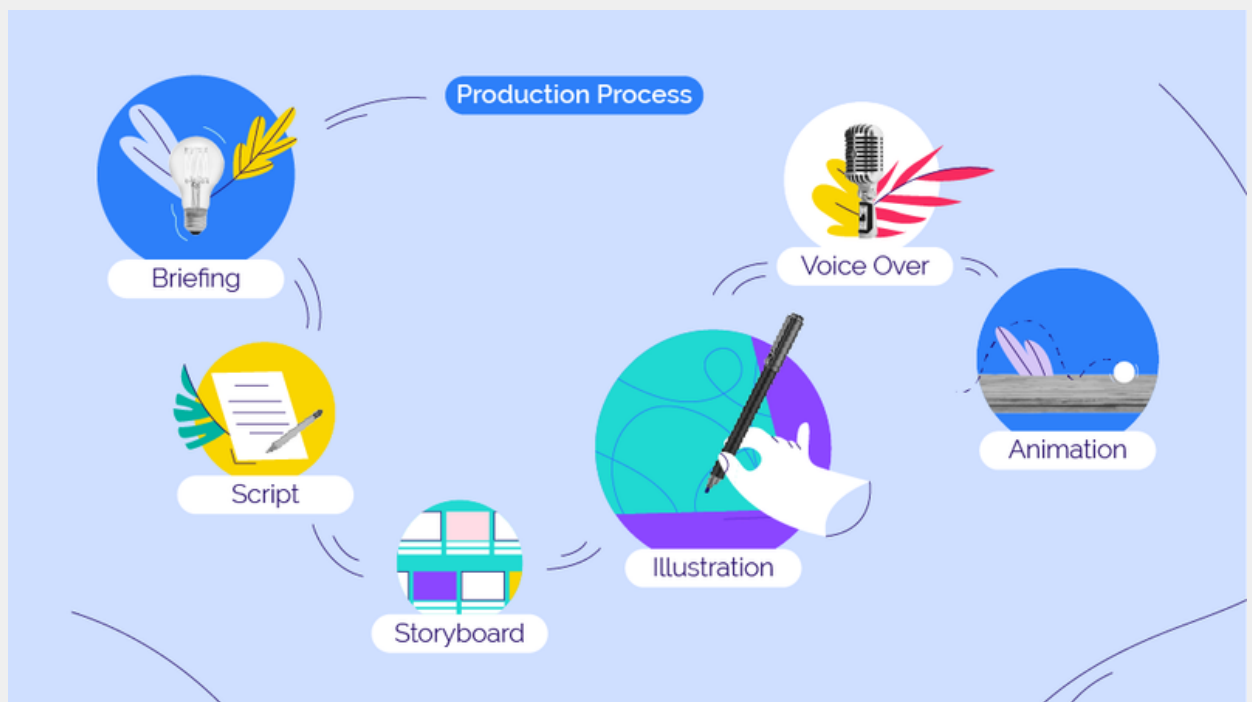 Production Process
Briefing
Script
Storyboard
Illustration
Voice Over
Animation